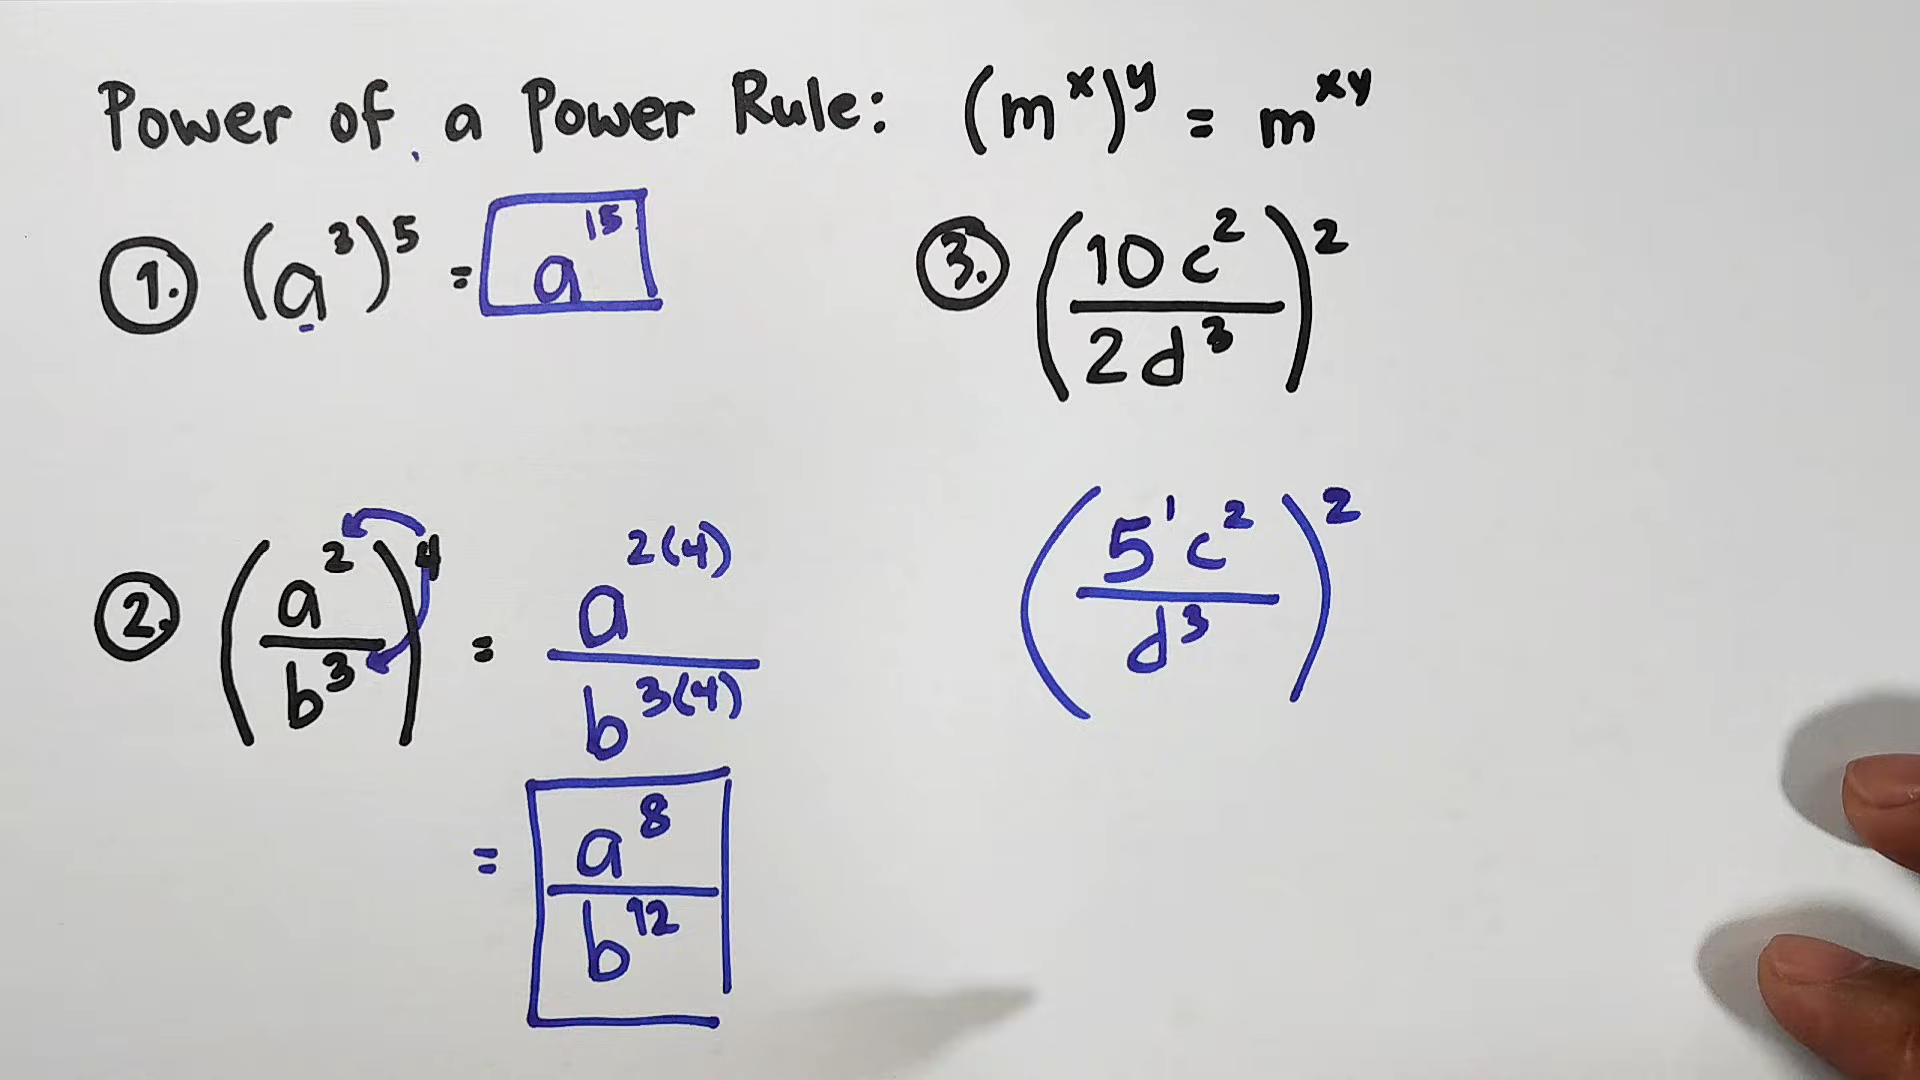 Power of a Power Rule: (m^x)^y = m^xy
1. (a^3)^5 = a^15
2. (a^2/b^3)^4 = a^2(4)/b^3(4)
= a^8/b^12
3. (10c^2/2d^3)^2
(5^1c^2/d^3)^2